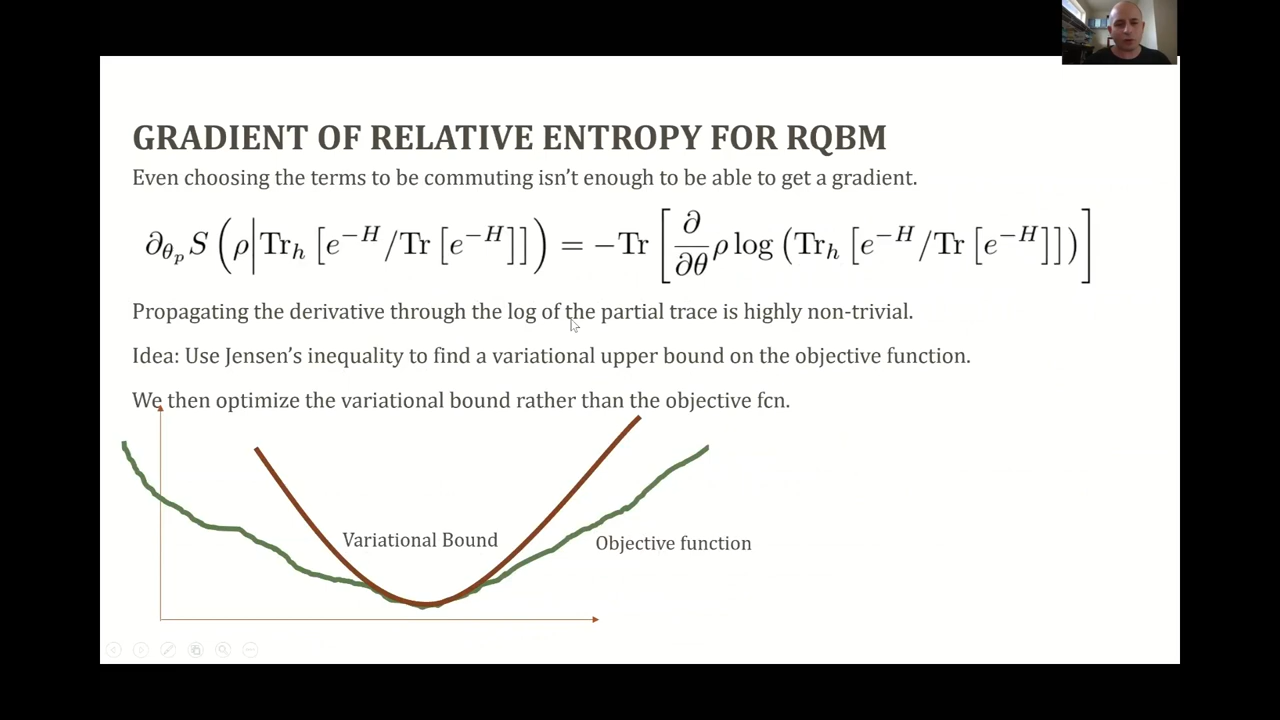 GRADIENT OF RELATIVE ENTROPY FOR RQBM
Even choosing the terms to be commuting isn’t enough to be able to get a gradient.
∂_{θ_p} S (ρ|Tr_h [e^{−H}/Tr [e^{−H}]]) = −Tr [∂/∂θ ρ log (Tr_h [e^{−H}/Tr [e^{−H}]])]
Propagating the derivative through the log of the partial trace is highly non-trivial.
Idea: Use Jensen’s inequality to find a variational upper bound on the objective function.
We then optimize the variational bound rather than the objective fcn.
Variational Bound
Objective function